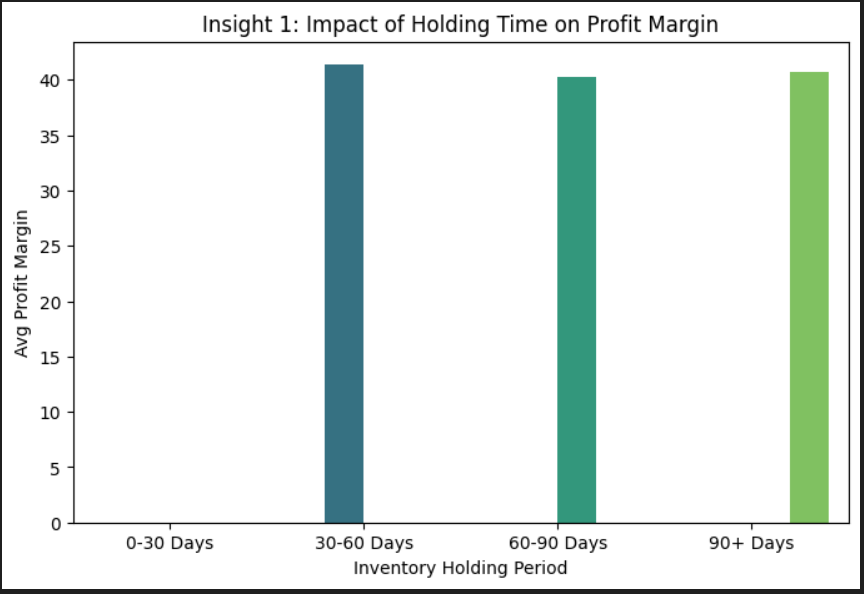 Insight 1: Impact of Holding Time on Profit Margin
Avg Profit Margin
40
35
30
25
20
15
10
5
0
0-30 Days 30-60 Days 60-90 Days 90+ Days
Inventory Holding Period